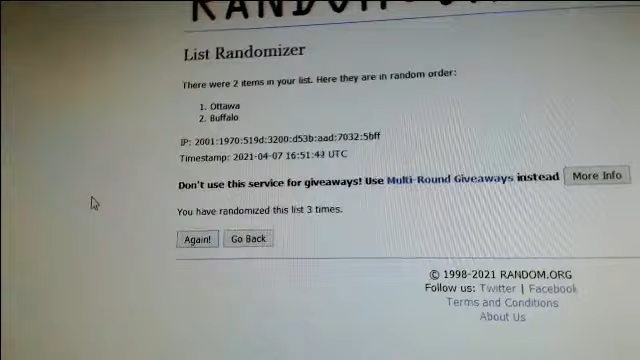 List Randomizer
There were 2 items in your list. Here they are in random order:
1. Ottawa
2. Buffalo
IP: 2001:1970:519d:3200:d53b:aad:7032:5bff
Timestamp: 2021-04-07 16:51:43 UTC
Don't use this service for giveaways! Use Multi-Round Giveaways instead More Info
You have randomized this list 3 times.
Again! Go Back
© 1998-2021 RANDOM.ORG
Follow us: Twitter | Facebook
Terms and Conditions
About Us